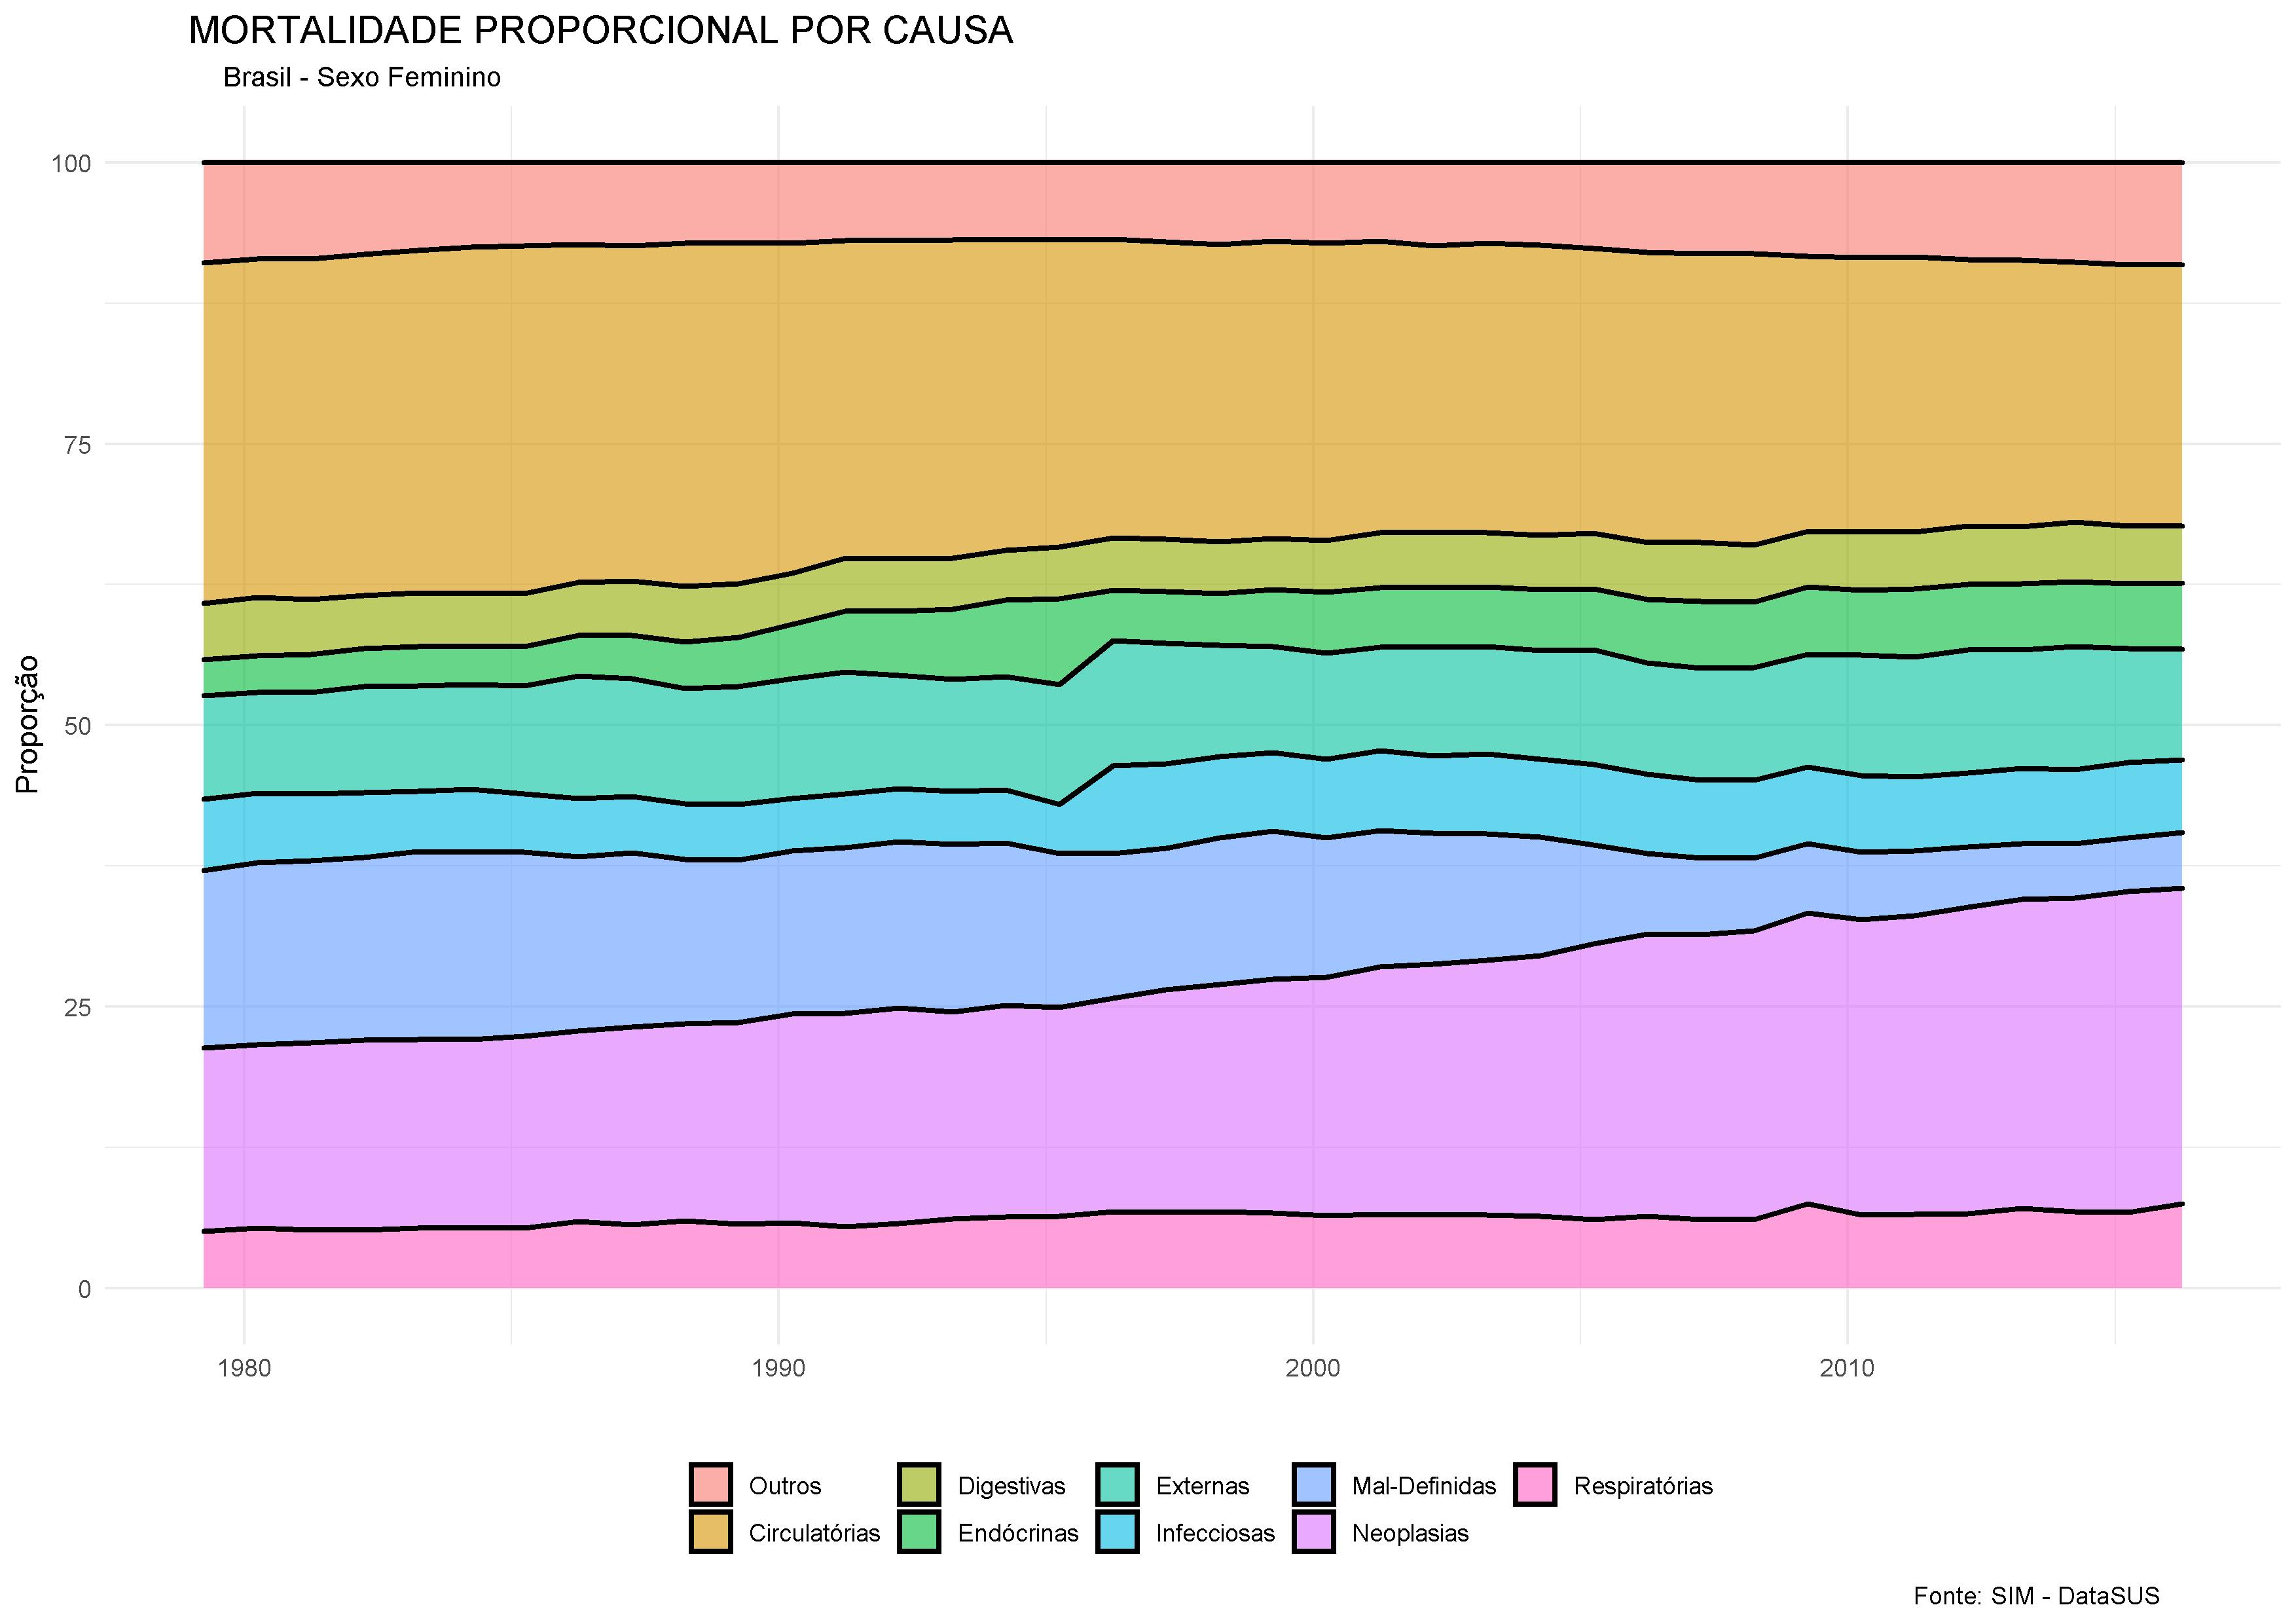 MORTALIDADE PROPORCIONAL POR CAUSA
Brasil - Sexo Feminino
100
75
50
25
0
Proporção
1980 1990 2000 2010
Outros Digestivas Externas Mal-Definidas Respiratórias
Circulatórias Endócrinas Infecciosas Neoplasias
Fonte: SIM - DataSUS